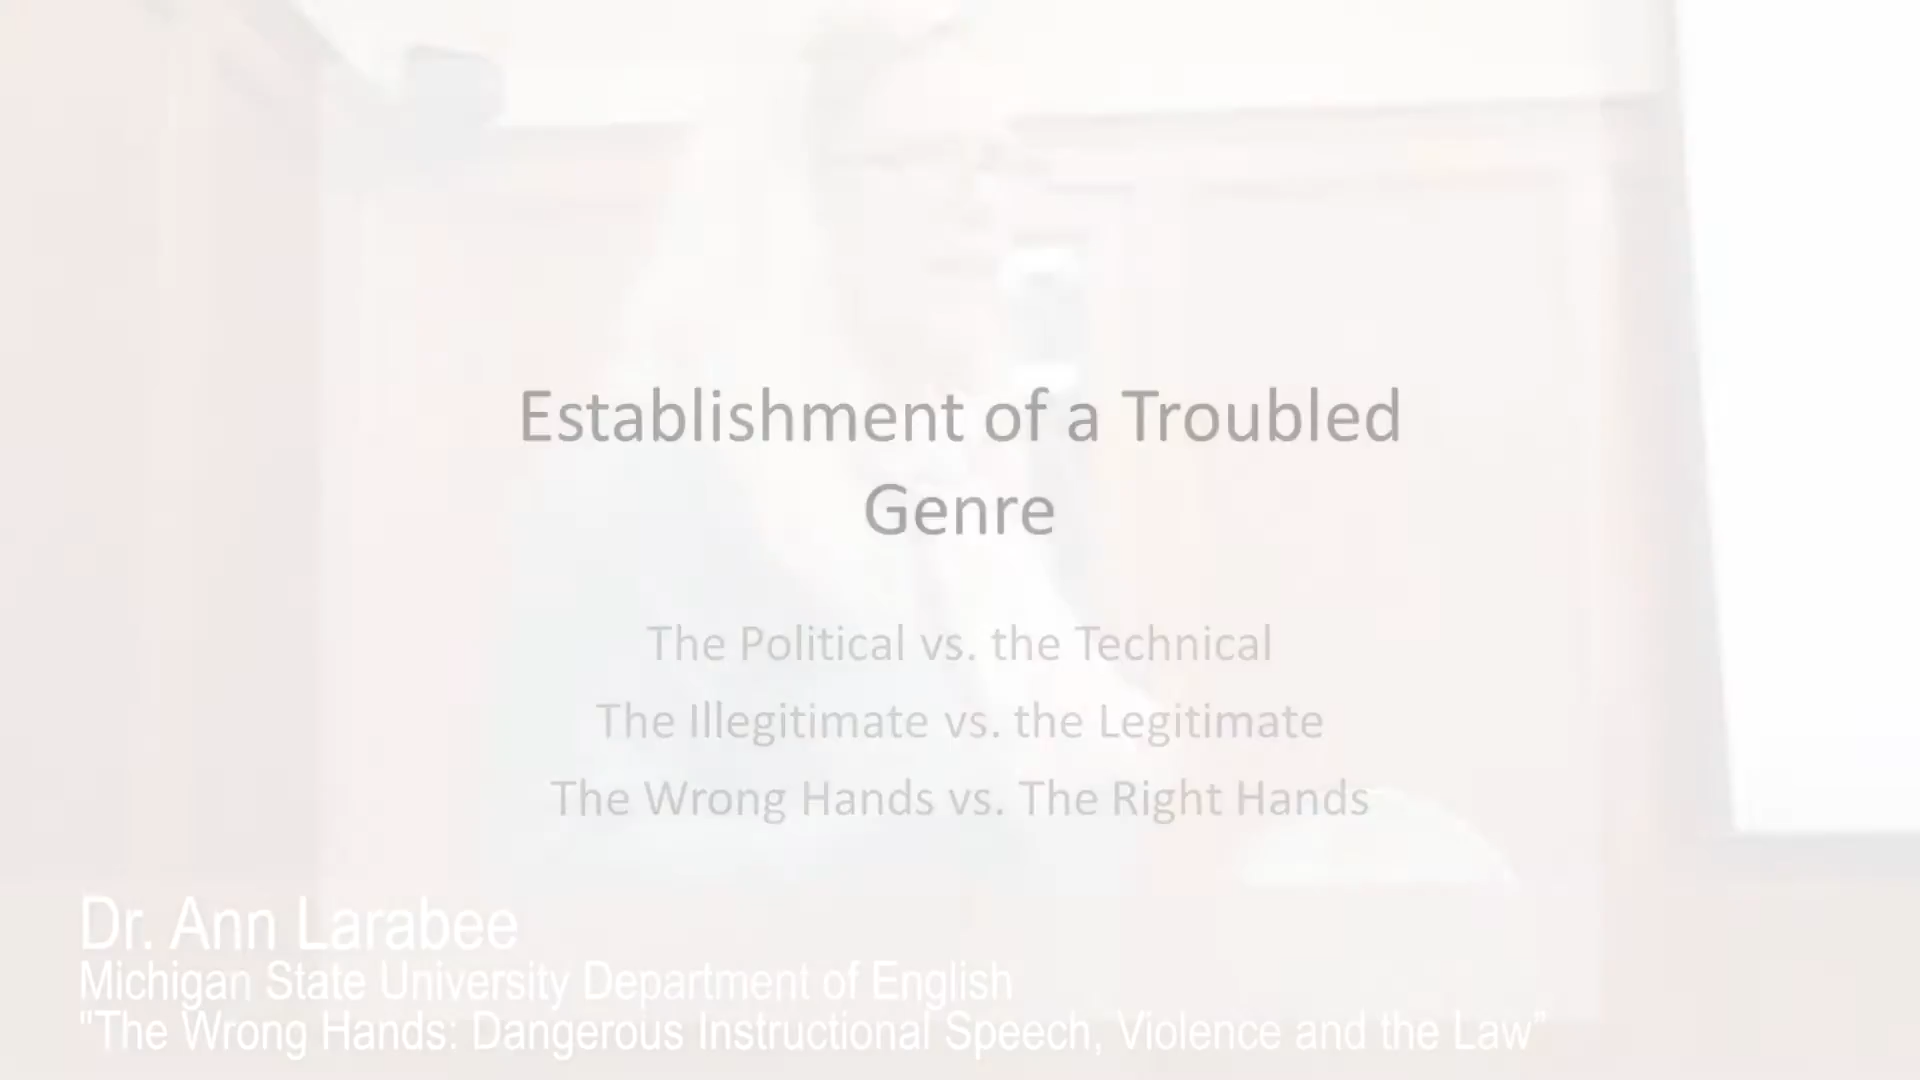 Establishment of a Troubled
Genre
The Political vs. the Technical
The Illegitimate vs. the Legitimate
The Wrong Hands vs. The Right Hands
Dr. Ann Larabee
Michigan State University Department of English
"The Wrong Hands: Dangerous Instructional Speech, Violence and the Law"